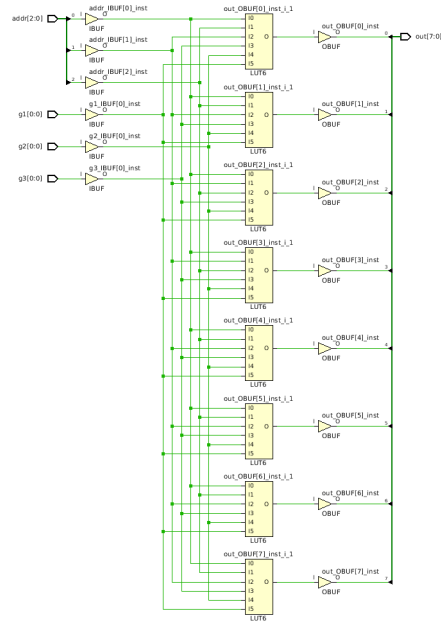 addr[2:0]
0 I O addr_IBUF[0]_inst
IBUF
1 I O addr_IBUF[1]_inst
IBUF
2 I O addr_IBUF[2]_inst
IBUF
g1[0:0] I O g1_IBUF[0]_inst
IBUF
g2[0:0] I O g2_IBUF[0]_inst
IBUF
g3[0:0] I O g3_IBUF[0]_inst
IBUF
out_OBUF[0]_inst_i_1
I0
I1
I2 O
I3
I4
I5
LUT6
out_OBUF[0]_inst
I O 0
OBUF
out[7:0]
out_OBUF[1]_inst_i_1
I0
I1
I2 O
I3
I4
I5
LUT6
out_OBUF[1]_inst
I O 1
OBUF
out_OBUF[2]_inst_i_1
I0
I1
I2 O
I3
I4
I5
LUT6
out_OBUF[2]_inst
I O 2
OBUF
out_OBUF[3]_inst_i_1
I0
I1
I2 O
I3
I4
I5
LUT6
out_OBUF[3]_inst
I O 3
OBUF
out_OBUF[4]_inst_i_1
I0
I1
I2 O
I3
I4
I5
LUT6
out_OBUF[4]_inst
I O 4
OBUF
out_OBUF[5]_inst_i_1
I0
I1
I2 O
I3
I4
I5
LUT6
out_OBUF[5]_inst
I O 5
OBUF
out_OBUF[6]_inst_i_1
I0
I1
I2 O
I3
I4
I5
LUT6
out_OBUF[6]_inst
I O 6
OBUF
out_OBUF[7]_inst_i_1
I0
I1
I2 O
I3
I4
I5
LUT6
out_OBUF[7]_inst
I O 7
OBUF